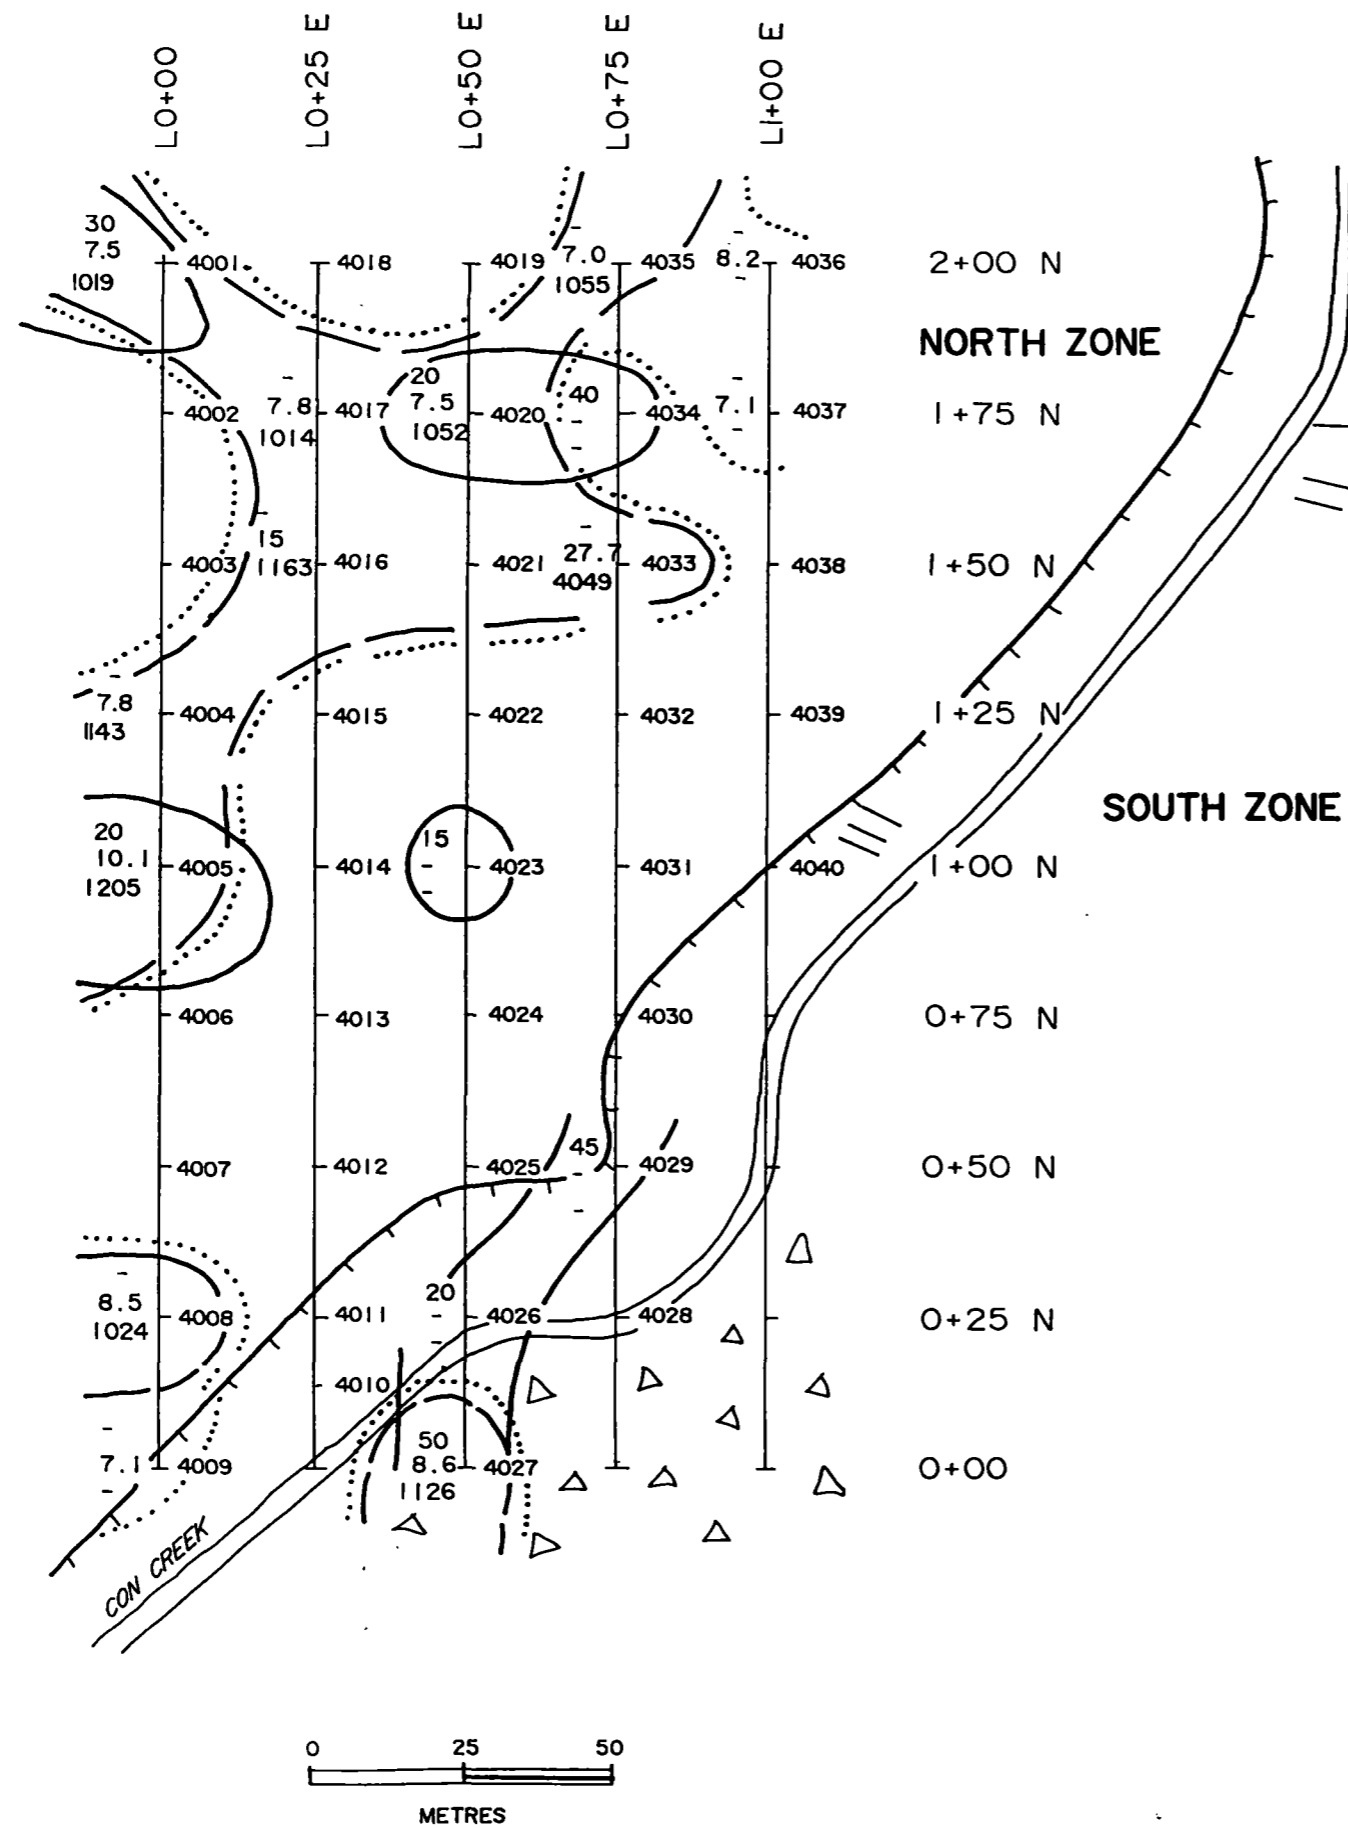 L0+00 L0+25 E L0+50 E L0+75 E L1+00 E
30
7.5
1019
4001 4018 4019 7.0 4035 8.2 4036 2+00 N
1055
NORTH ZONE
20 40
7.8 7.5 7.1
4002 4017 4020 4034 4037 1+75 N
1014 1052
15 27.7
4003 1163 4016 4021 4033 4038 1+50 N
4049
7.8
4004 4015 4022 4032 4039 1+25 N
1143
SOUTH ZONE
20 15
10.1
4005 4014 4023 4031 4040 1+00 N
1205
4006 4013 4024 4030 0+75 N
45
4007 4012 4025 4029 0+50 N
8.5 20
4008 4011 4026 4028 0+25 N
1024
4010
50
7.1 4009 8.6 4027 0+00
1126
CON CREEK
0 25 50
METRES